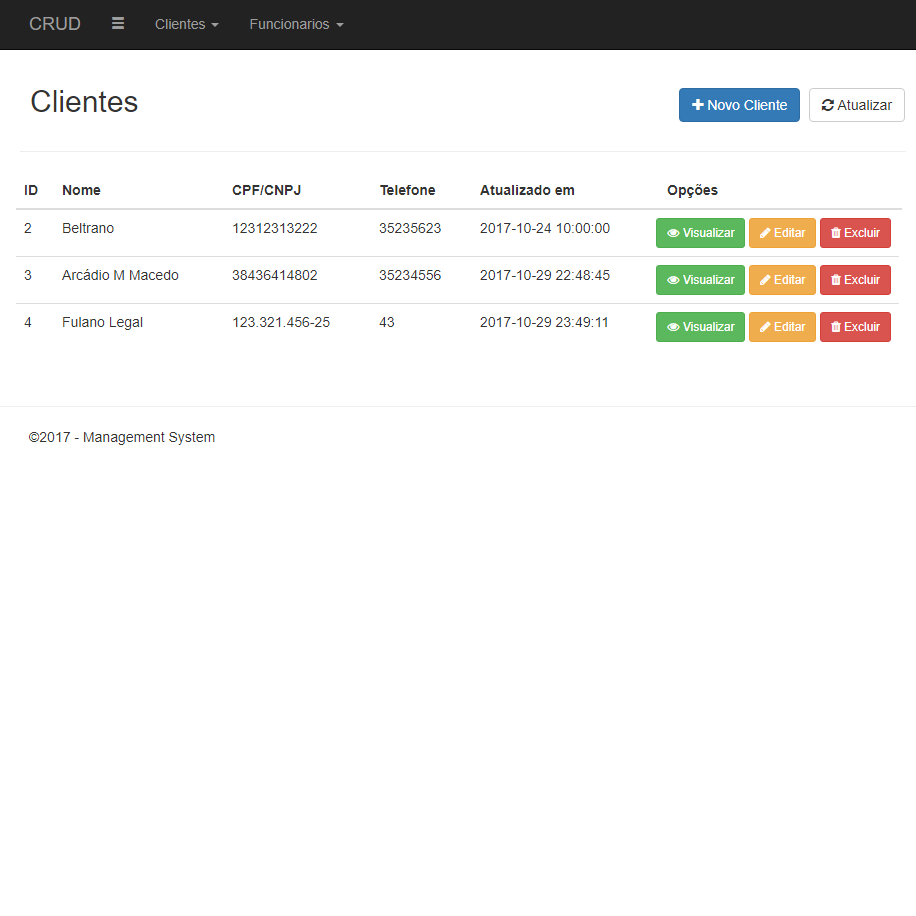 CRUD Clientes Funcionarios
Clientes
Novo Cliente Atualizar
ID Nome CPF/CNPJ Telefone Atualizado em Opções
2 Beltrano 12312313222 35235623 2017-10-24 10:00:00 Visualizar Editar Excluir
3 Arcádio M Macedo 38436414802 35234556 2017-10-29 22:48:45 Visualizar Editar Excluir
4 Fulano Legal 123.321.456-25 43 2017-10-29 23:49:11 Visualizar Editar Excluir
©2017 - Management System